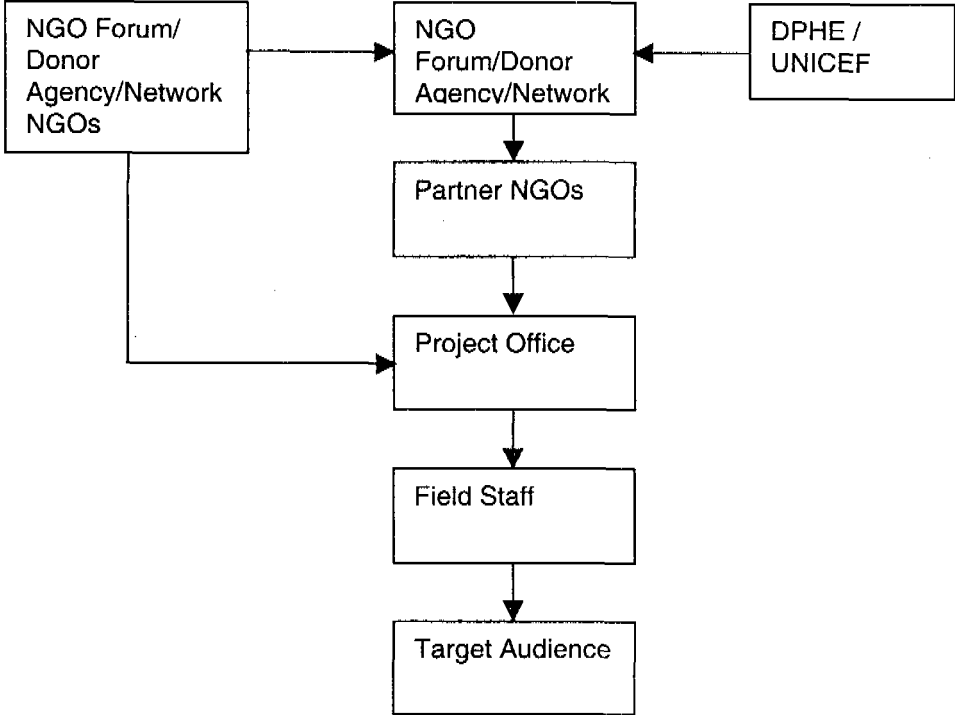 NGO Forum/
Donor
Agency/Network
NGOs
NGO
Forum/Donor
Agency/Network
DPHE /
UNICEF
Partner NGOs
Project Office
Field Staff
Target Audience